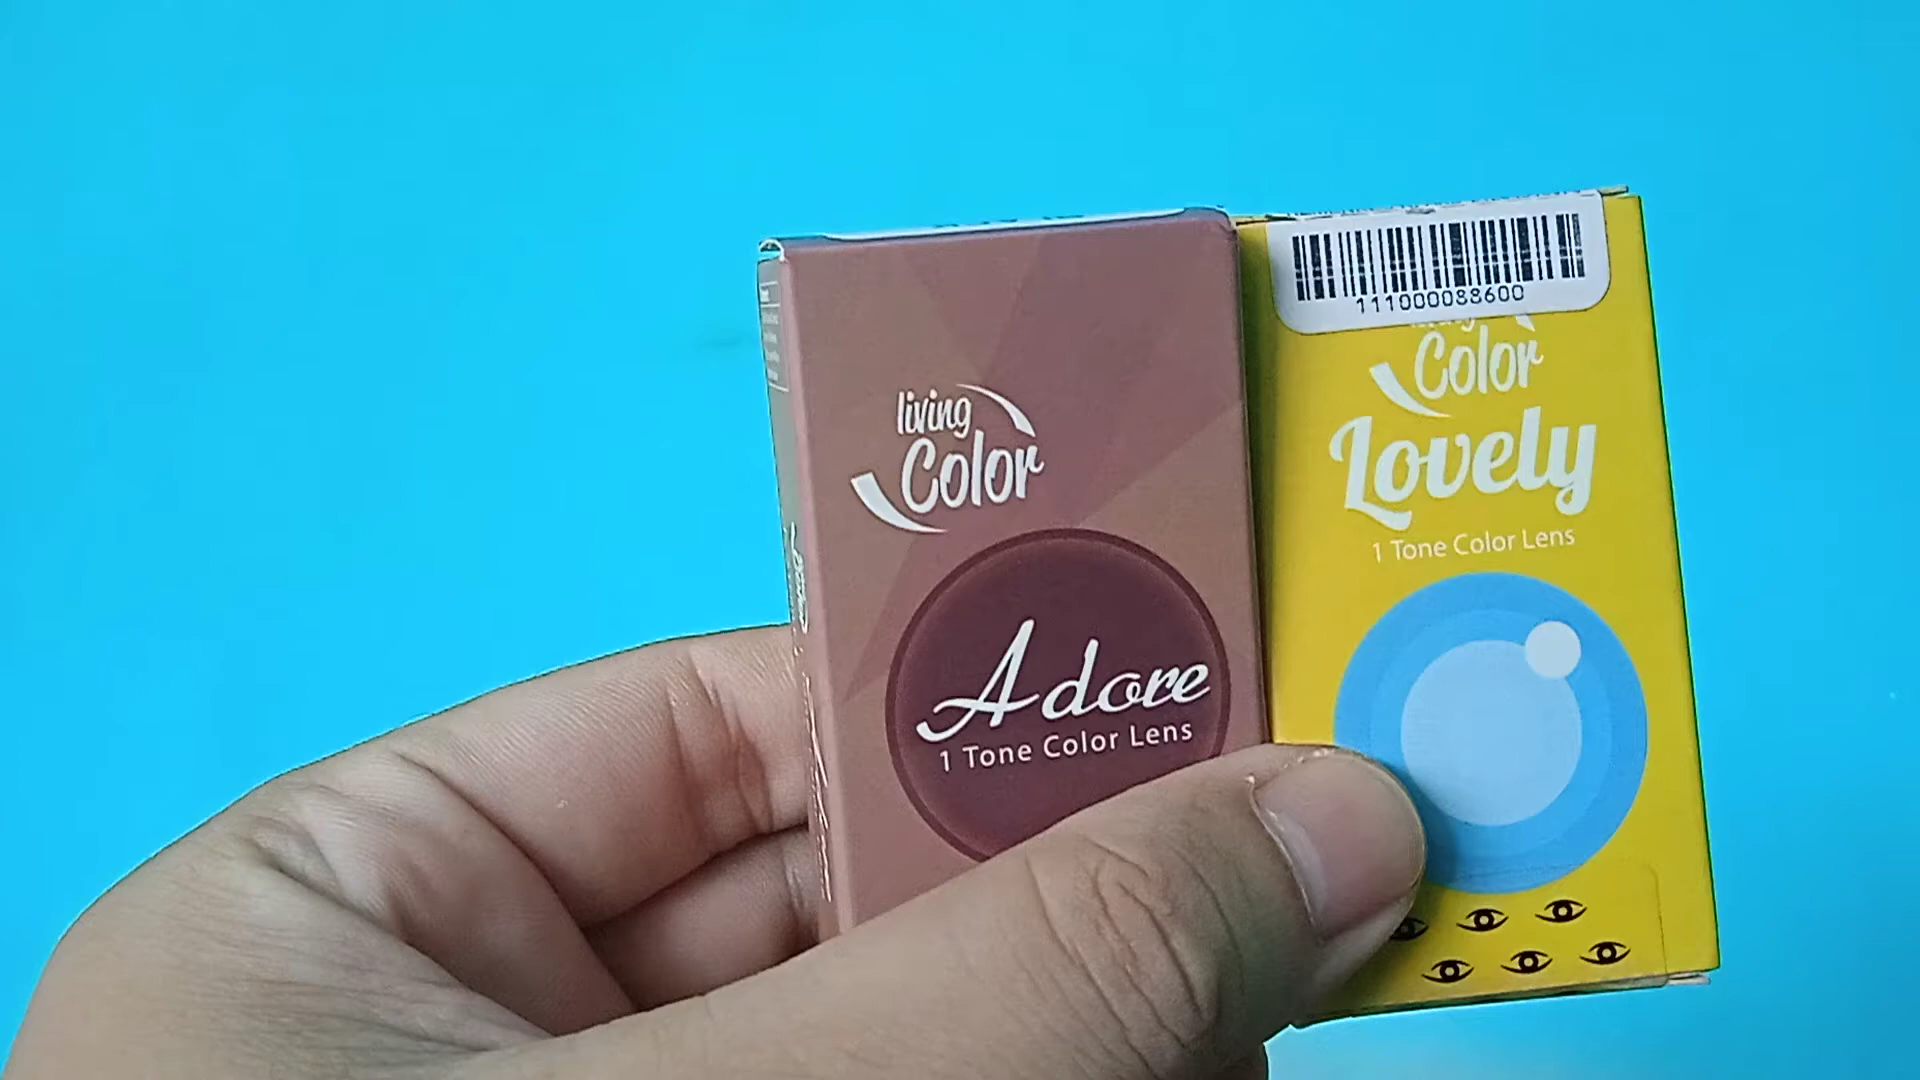 living
Color
Adore
1 Tone Color Lens
111000088600
Color
Lovely
1 Tone Color Lens